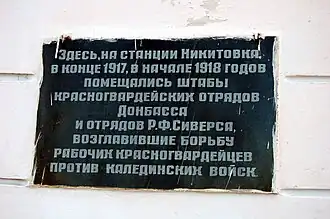 Здесь, на станции Никитовка,
в конце 1917, в начале 1918 годов
помещались штабы
красногвардейских отрядов
Донбасса
и отрядов Р.Ф.Сиверса,
возглавившие борьбу
рабочих красногвардейцев
против калединских войск.